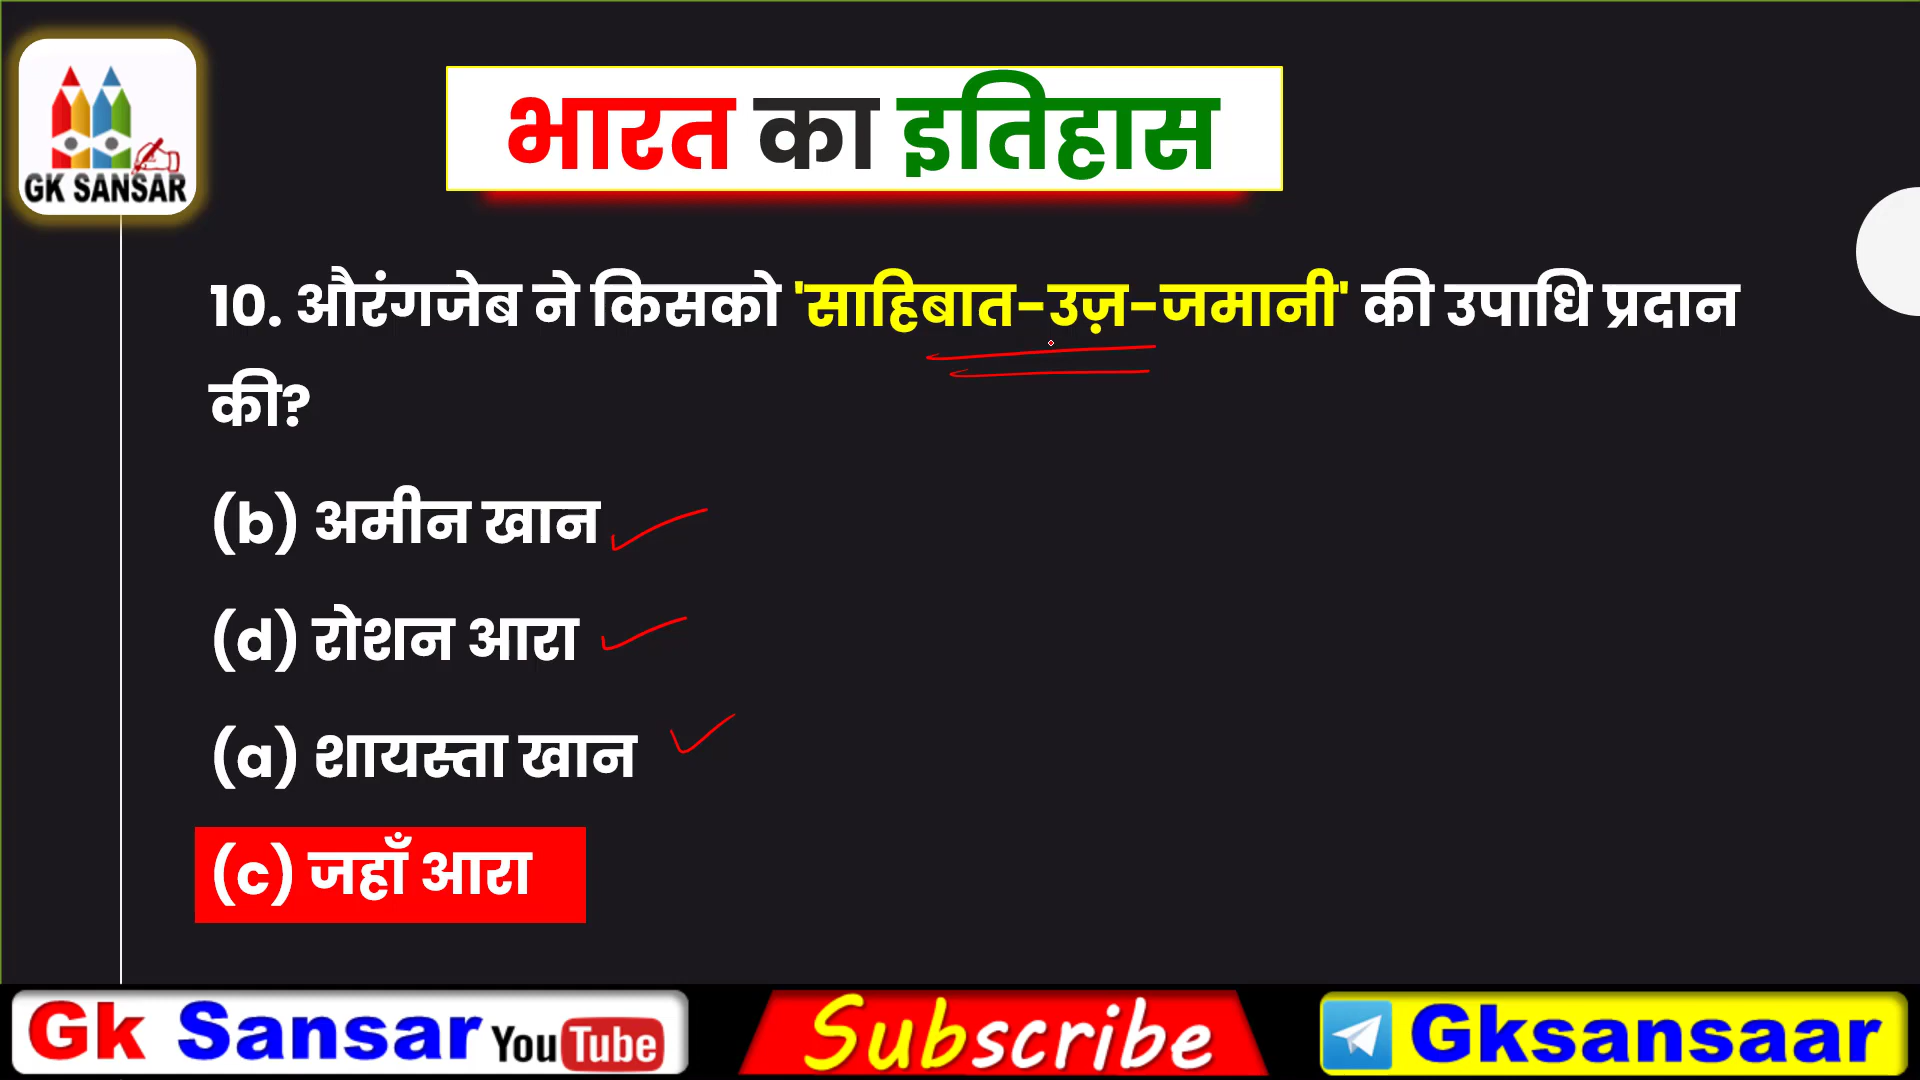 GK SANSAR
भारत का इतिहास
10. औरंगजेब ने किसको 'साहिबात-उज़-जमानी' की उपाधि प्रदान
की?
(b) अमीन खान
(d) रोशन आरा
(a) शायस्ता खान
(c) जहाँ आरा
Gk Sansar YouTube Subscribe Gksansaar